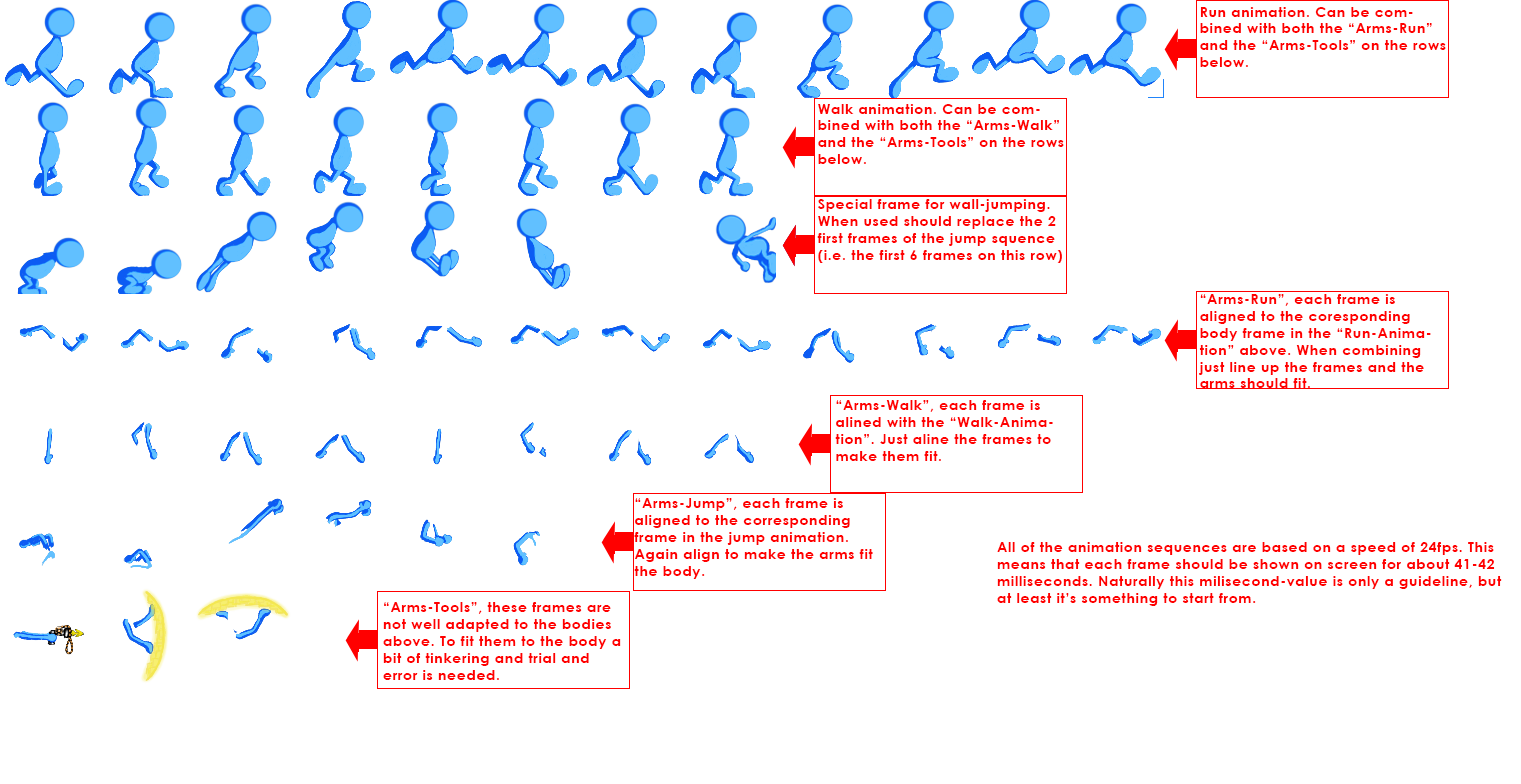 Run animation. Can be com-
bined with both the “Arms-Run”
and the “Arms-Tools” on the rows
below.
Walk animation. Can be com-
bined with both the “Arms-Walk”
and the “Arms-Tools” on the rows
below.
Special frame for wall-jumping.
When used should replace the 2
first frames of the jump squence
(i.e. the first 6 frames on this row)
“Arms-Run”, each frame is
aligned to the coresponding
body frame in the “Run-Anima-
tion” above. When combining
just line up the frames and the
arms should fit.
“Arms-Walk”, each frame is
alined with the “Walk-Anima-
tion”. Just aline the frames to
make them fit.
“Arms-Jump”, each frame is
aligned to the corresponding
frame in the jump animation.
Again align to make the arms fit
the body.
All of the animation sequences are based on a speed of 24fps. This
means that each frame should be shown on screen for about 41-42
milliseconds. Naturally this milisecond-value is only a guideline, but
at least it’s something to start from.
“Arms-Tools”, these frames are
not well adapted to the bodies
above. To fit them to the body a
bit of tinkering and trial and
error is needed.